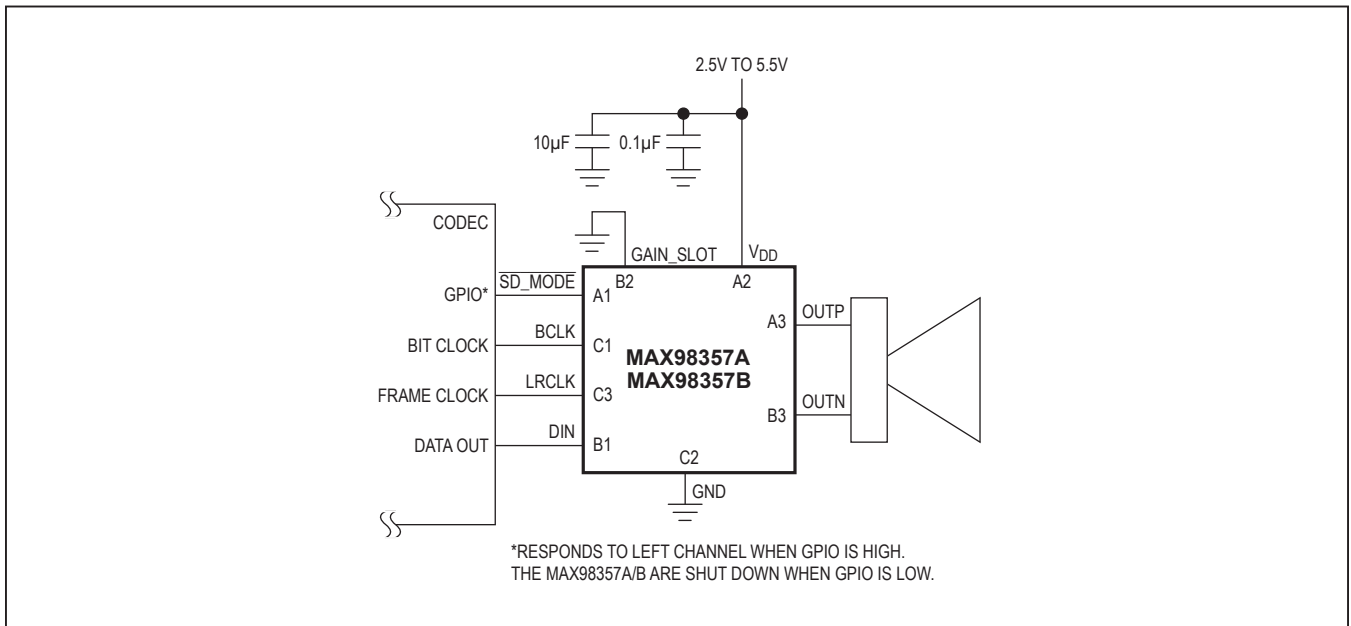 2.5V TO 5.5V
10µF
0.1µF
CODEC
GAIN_SLOT
VDD
B2
A2
GPIO*
SD_MODE
A1
A3
OUTP
BIT CLOCK
BCLK
C1
MAX98357A
MAX98357B
FRAME CLOCK
LRCLK
C3
B3
OUTN
DATA OUT
DIN
B1
C2
GND
*RESPONDS TO LEFT CHANNEL WHEN GPIO IS HIGH.
THE MAX98357A/B ARE SHUT DOWN WHEN GPIO IS LOW.